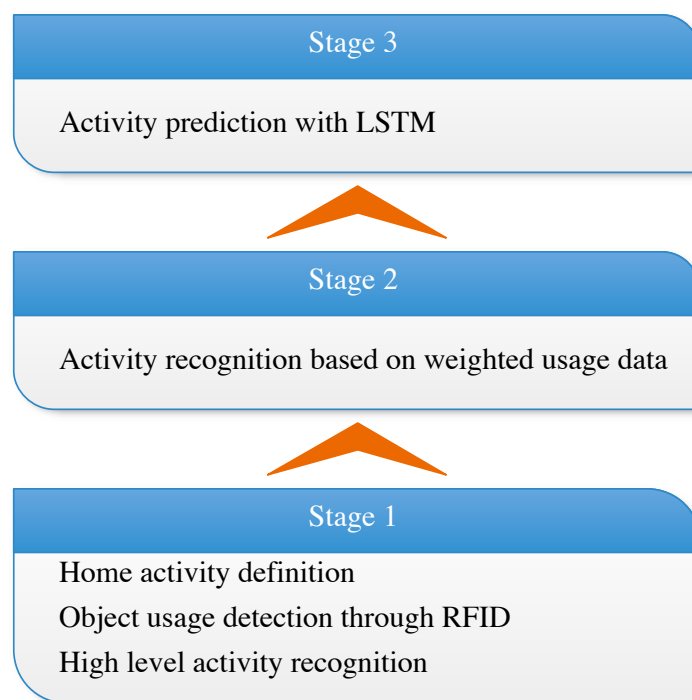 Stage 3
Activity prediction with LSTM
Stage 2
Activity recognition based on weighted usage data
Stage 1
Home activity definition
Object usage detection through RFID
High level activity recognition